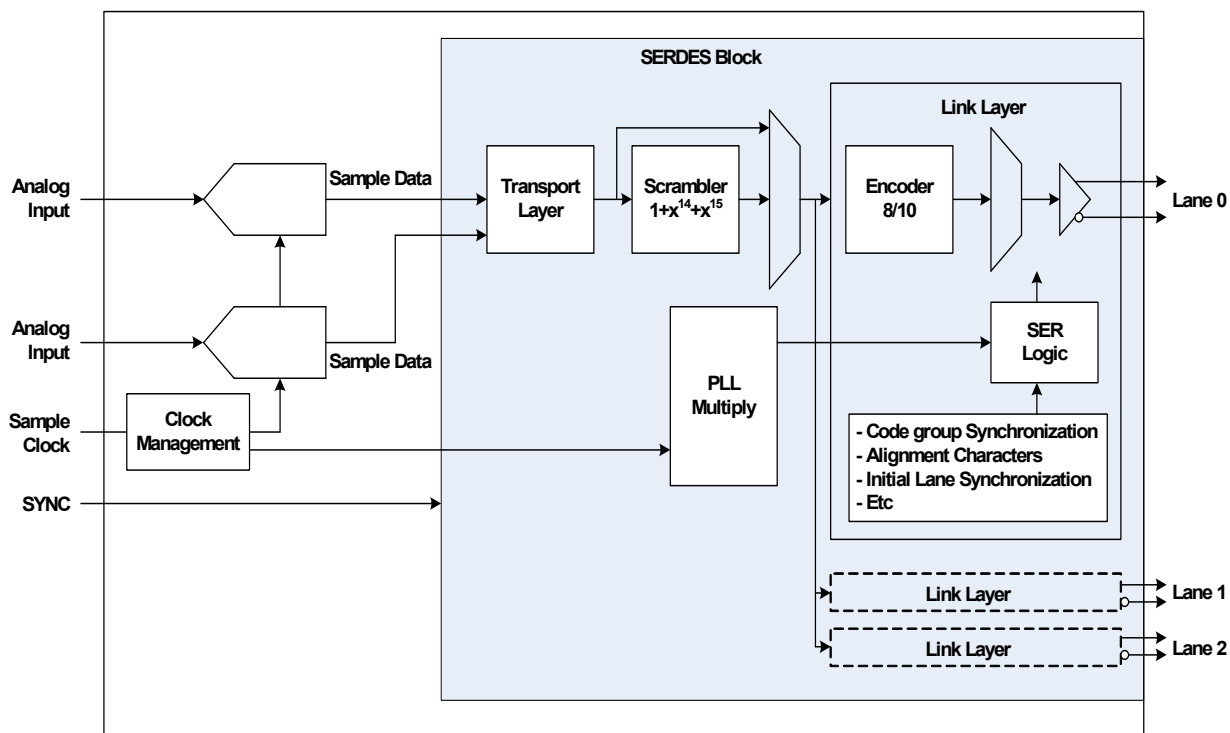 SERDES Block
Link Layer
Analog
Input
Sample Data
Transport
Layer
Scrambler
1+x^14+x^15
Encoder
8/10
Lane 0
Analog
Input
Sample Data
PLL
Multiply
SER
Logic
Sample
Clock
Clock
Management
- Code group Synchronization
- Alignment Characters
- Initial Lane Synchronization
- Etc
SYNC
Link Layer
Lane 1
Link Layer
Lane 2